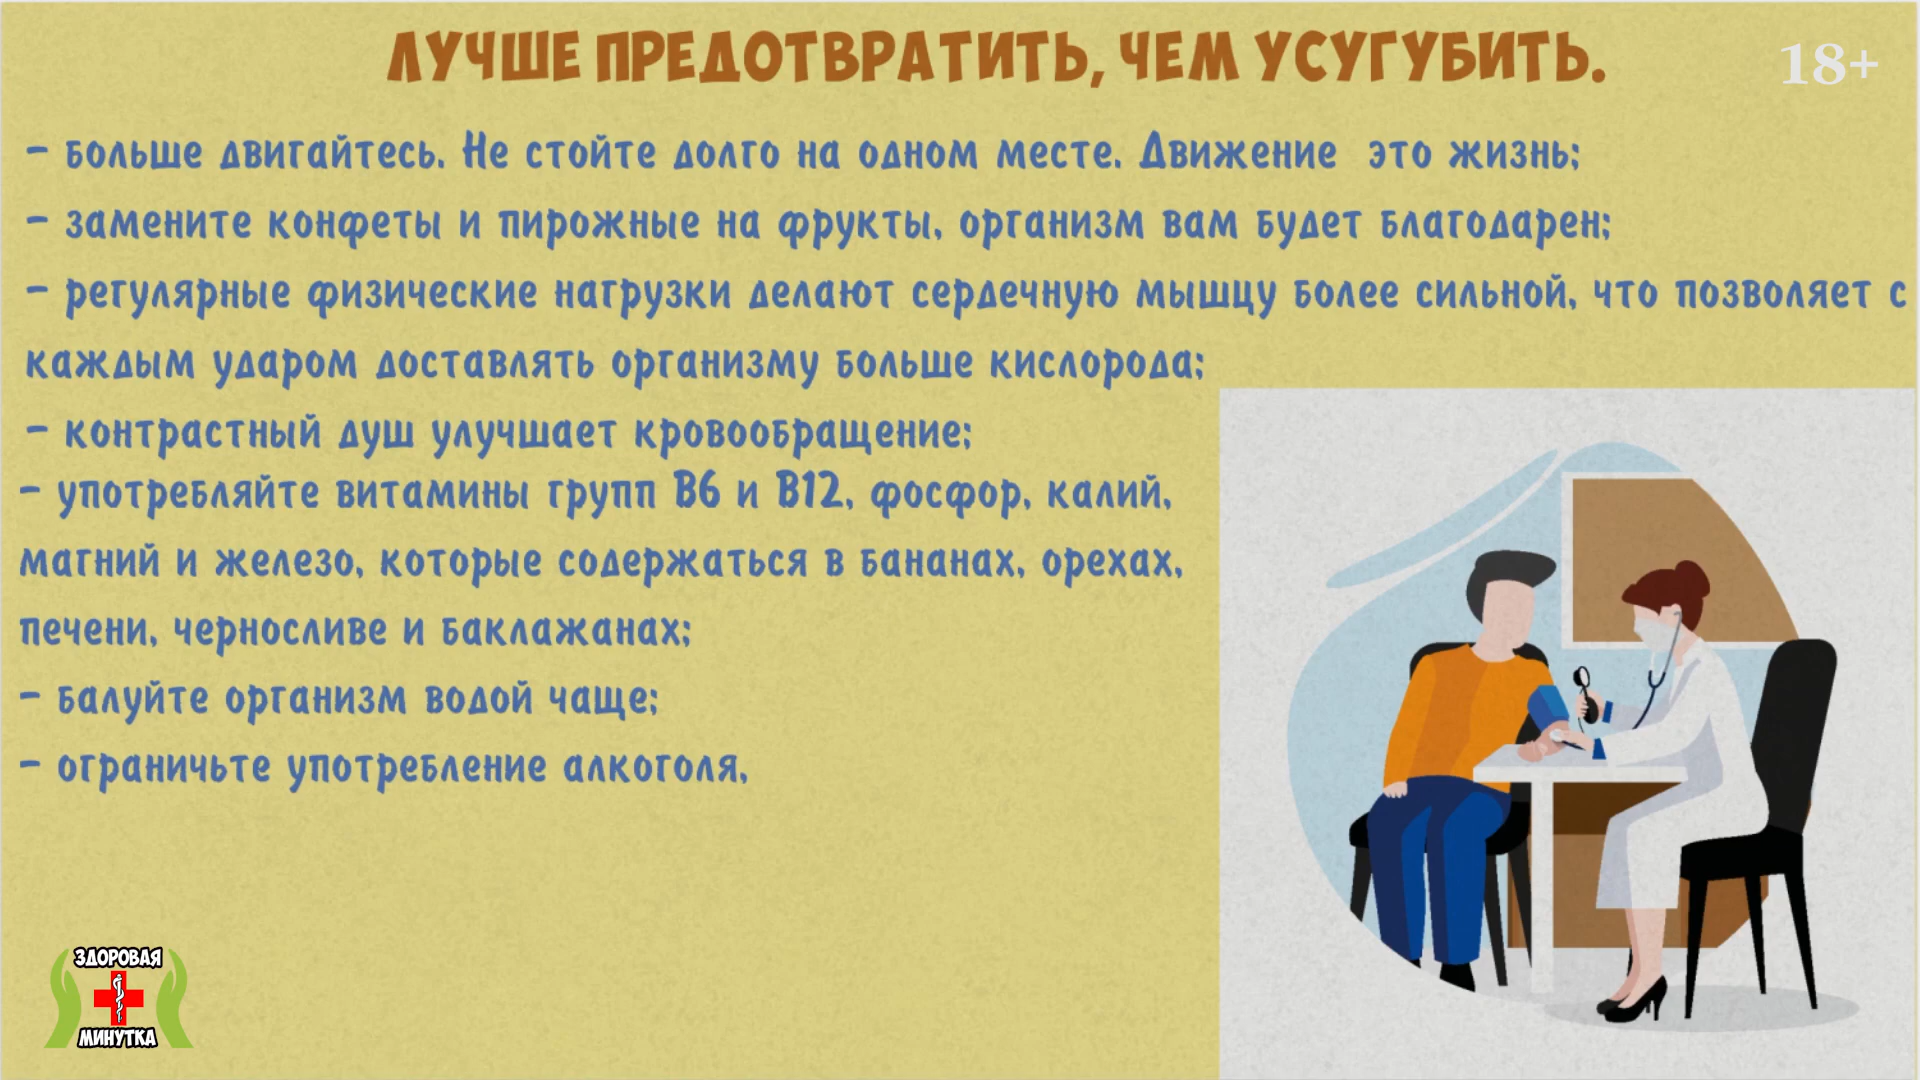 ЛУЧШЕ ПРЕДОТВРАТИТЬ, ЧЕМ УСУГУБИТЬ.
18+
- больше двигайтесь. Не стойте долго на одном месте. Движение это жизнь;
- замените конфеты и пирожные на фрукты, организм вам будет благодарен;
- регулярные физические нагрузки делают сердечную мышцу более сильной, что позволяет с
каждым ударом доставлять организму больше кислорода;
- контрастный душ улучшает кровообращение;
- употребляйте витамины групп В6 и В12, фосфор, калий,
магний и железо, которые содержаться в бананах, орехах,
печени, черносливе и баклажанах;
- балуйте организм водой чаще;
- ограничьте употребление алкоголя,
ЗДОРОВАЯ
МИНУТКА